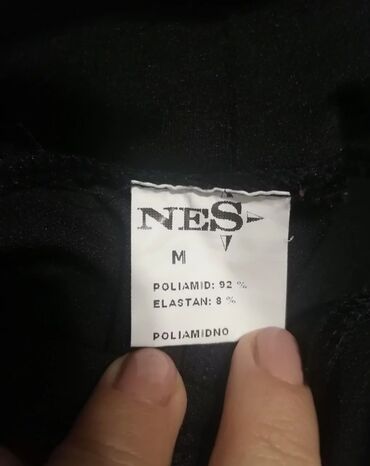 NES
M
POLIAMID: 92 %
ELASTAN: 8 %
POLIAMIDNO